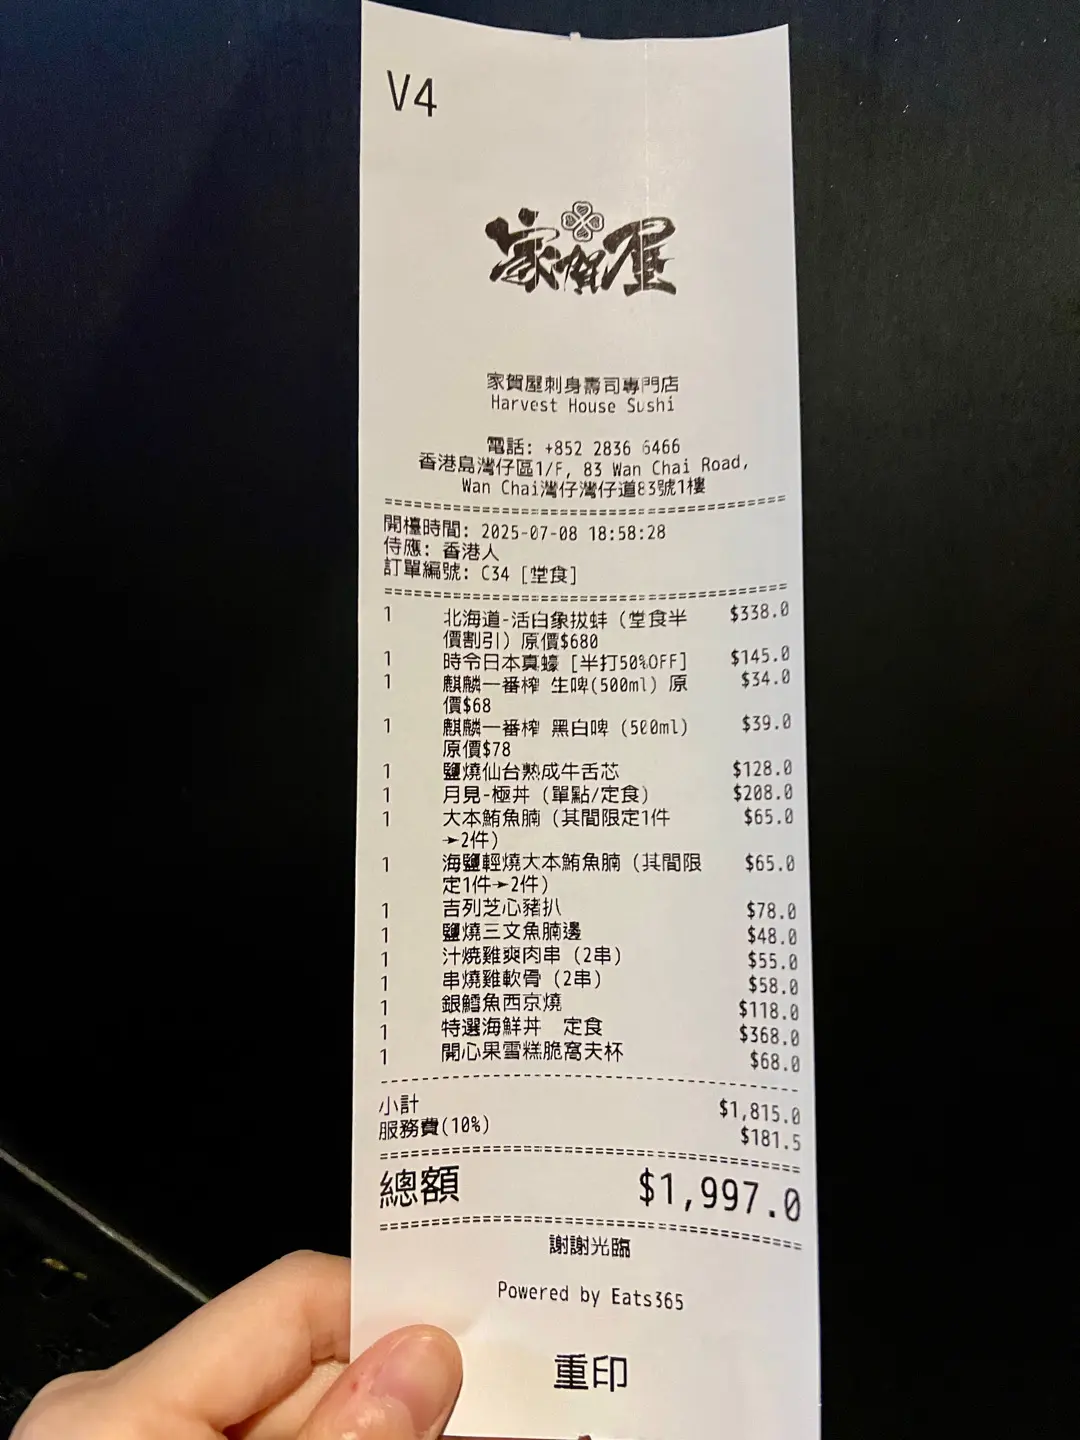 V4
家賀屋
家賀屋刺身壽司專門店
Harvest House Sushi
電話: +852 2836 6466
香港島灣仔區1/F, 83 Wan Chai Road,
Wan Chai灣仔灣仔道83號1樓
開檯時間: 2025-07-08 18:58:28
侍應: 香港人
訂單編號: C34 [堂食]
1 北海道-活白象拔蚌 (堂食半 $338.0
價割引) 原價$680
1 時令日本真蠔 [半打50%OFF] $145.0
1 麒麟一番榨 生啤(500ml) 原 $34.0
價$68
1 麒麟一番榨 黑白啤 (500ml) $39.0
原價$78
1 鹽燒仙台熟成牛舌芯 $128.0
1 月見-極丼 (單點/定食) $208.0
1 大本鮪魚腩 (其間限定1件 $65.0
→2件)
1 海鹽輕燒大本鮪魚腩 (其間限 $65.0
定1件→2件)
1 吉列芝心豬扒 $78.0
1 鹽燒三文魚腩邊 $48.0
1 汁燒雞爽肉串 (2串) $55.0
1 串燒雞軟骨 (2串) $58.0
1 銀鱈魚西京燒 $118.0
1 特選海鮮丼 定食 $368.0
1 開心果雪糕脆窩夫杯 $68.0
小計 $1,815.0
服務費(10%) $181.5
總額 $1,997.0
謝謝光臨
Powered by Eats365
重印